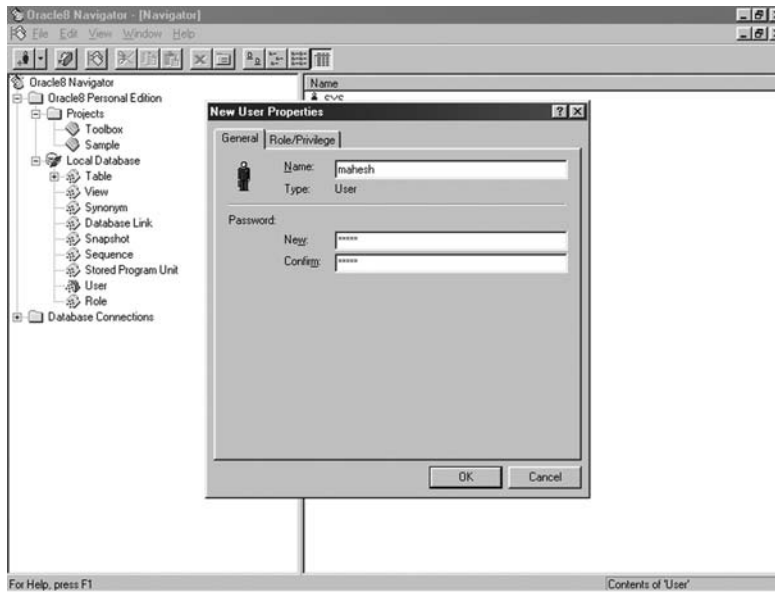 Oracle8 Navigator - [Navigator]
File Edit View Window Help
Oracle8 Navigator
Oracle8 Personal Edition
Projects
Toolbox
Sample
Local Database
Table
View
Synonym
Database Link
Snapshot
Sequence
Stored Program Unit
User
Role
Database Connections
Name
eve
New User Properties
General Role/Privilege
Name: mahesh
Type: User
Password:
New: *****
Confirm: *****
OK Cancel
For Help, press F1
Contents of 'User'